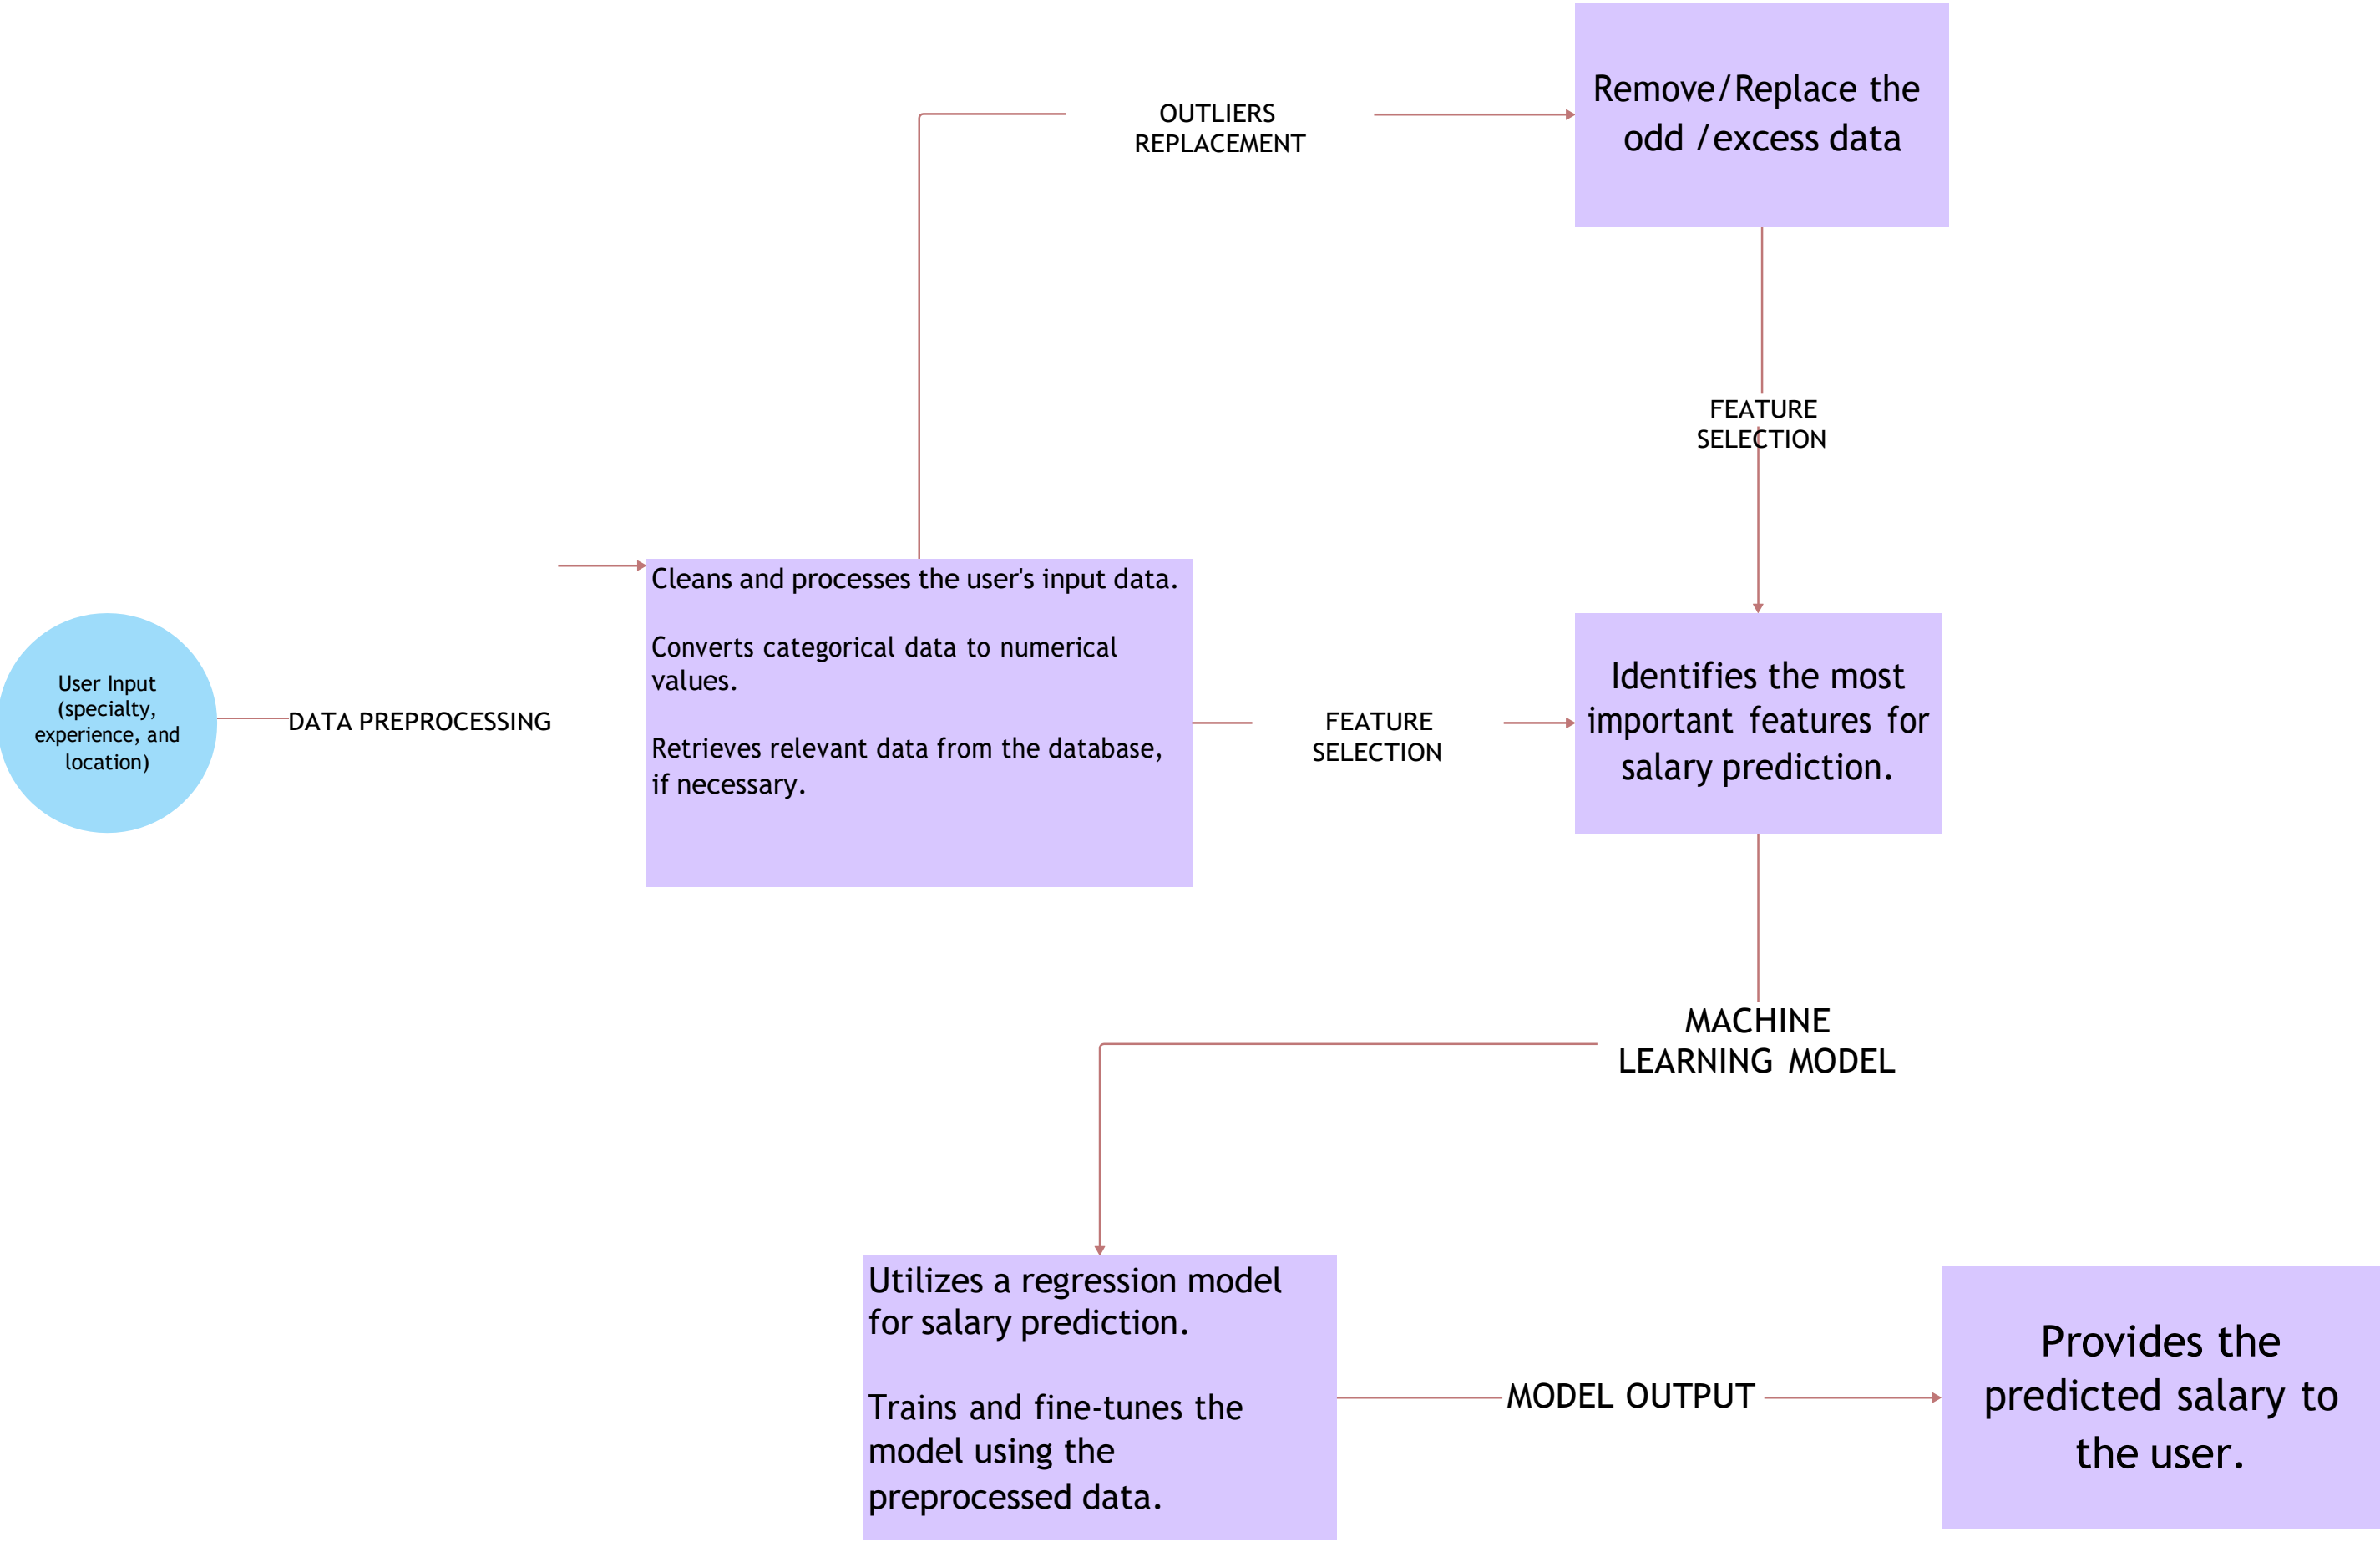 OUTLIERS
REPLACEMENT
Remove/Replace the
odd /excess data
FEATURE
SELECTION
User Input
(specialty,
experience, and
location)
DATA PREPROCESSING
Cleans and processes the user's input data.
Converts categorical data to numerical
values.
Retrieves relevant data from the database,
if necessary.
FEATURE
SELECTION
Identifies the most
important features for
salary prediction.
MACHINE
LEARNING MODEL
Utilizes a regression model
for salary prediction.
Trains and fine-tunes the
model using the
preprocessed data.
MODEL OUTPUT
Provides the
predicted salary to
the user.